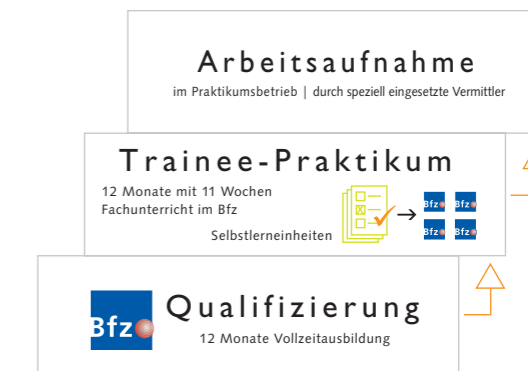 Arbeitsaufnahme
im Praktikumsbetrieb | durch speziell eingesetzte Vermittler
Trainee-Praktikum
12 Monate mit 11 Wochen
Fachunterricht im Bfz
Selbstlerneinheiten
Bfz Bfz
Bfz Bfz
Bfz
Qualifizierung
12 Monate Vollzeitausbildung